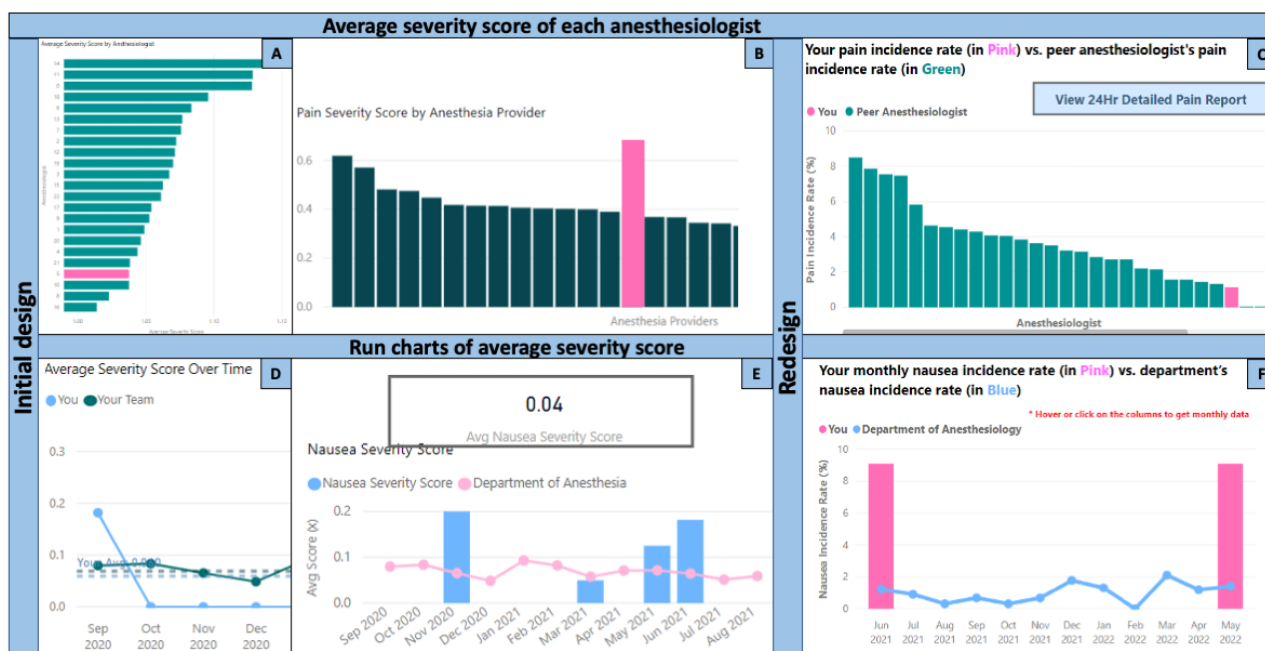 Average severity score of each anesthesiologist
Initial design
Average Severity Score by Anesthesiologist
A
Anesthesiologist
Average Severity Score
B
Pain Severity Score by Anesthesia Provider
0.6
0.4
0.2
0.0
Anesthesia Providers
Redesign
Your pain incidence rate (in Pink) vs. peer anesthesiologist's pain
incidence rate (in Green)
C
View 24Hr Detailed Pain Report
You Peer Anesthesiologist
Pain Incidence Rate (%)
10
8
6
4
2
0
Anesthesiologist
Run charts of average severity score
Average Severity Score Over Time
D
You Your Team
0.3
0.2
0.1
0.0
Sep Oct Nov Dec
2020 2020 2020 2020
E
0.04
Avg Nausea Severity Score
Nausea Severity Score
Nausea Severity Score Department of Anesthesia
Avg Score (x)
0.2
0.1
0.0
Sep 2020 Oct 2020 Nov 2020 Dec 2020 Jan 2021 Feb 2021 Mar 2021 Apr 2021 May 2021 Jun 2021 Jul 2021 Aug 2021
Your monthly nausea incidence rate (in Pink) vs. department's
nausea incidence rate (in Blue)
F
* Hover or click on the columns to get monthly data
You Department of Anesthesiology
Nausea Incidence Rate (%)
10
8
6
4
2
0
Jun Jul Aug Sep Oct Nov Dec Jan Feb Mar Apr May
2021 2021 2021 2021 2021 2021 2021 2022 2022 2022 2022 2022